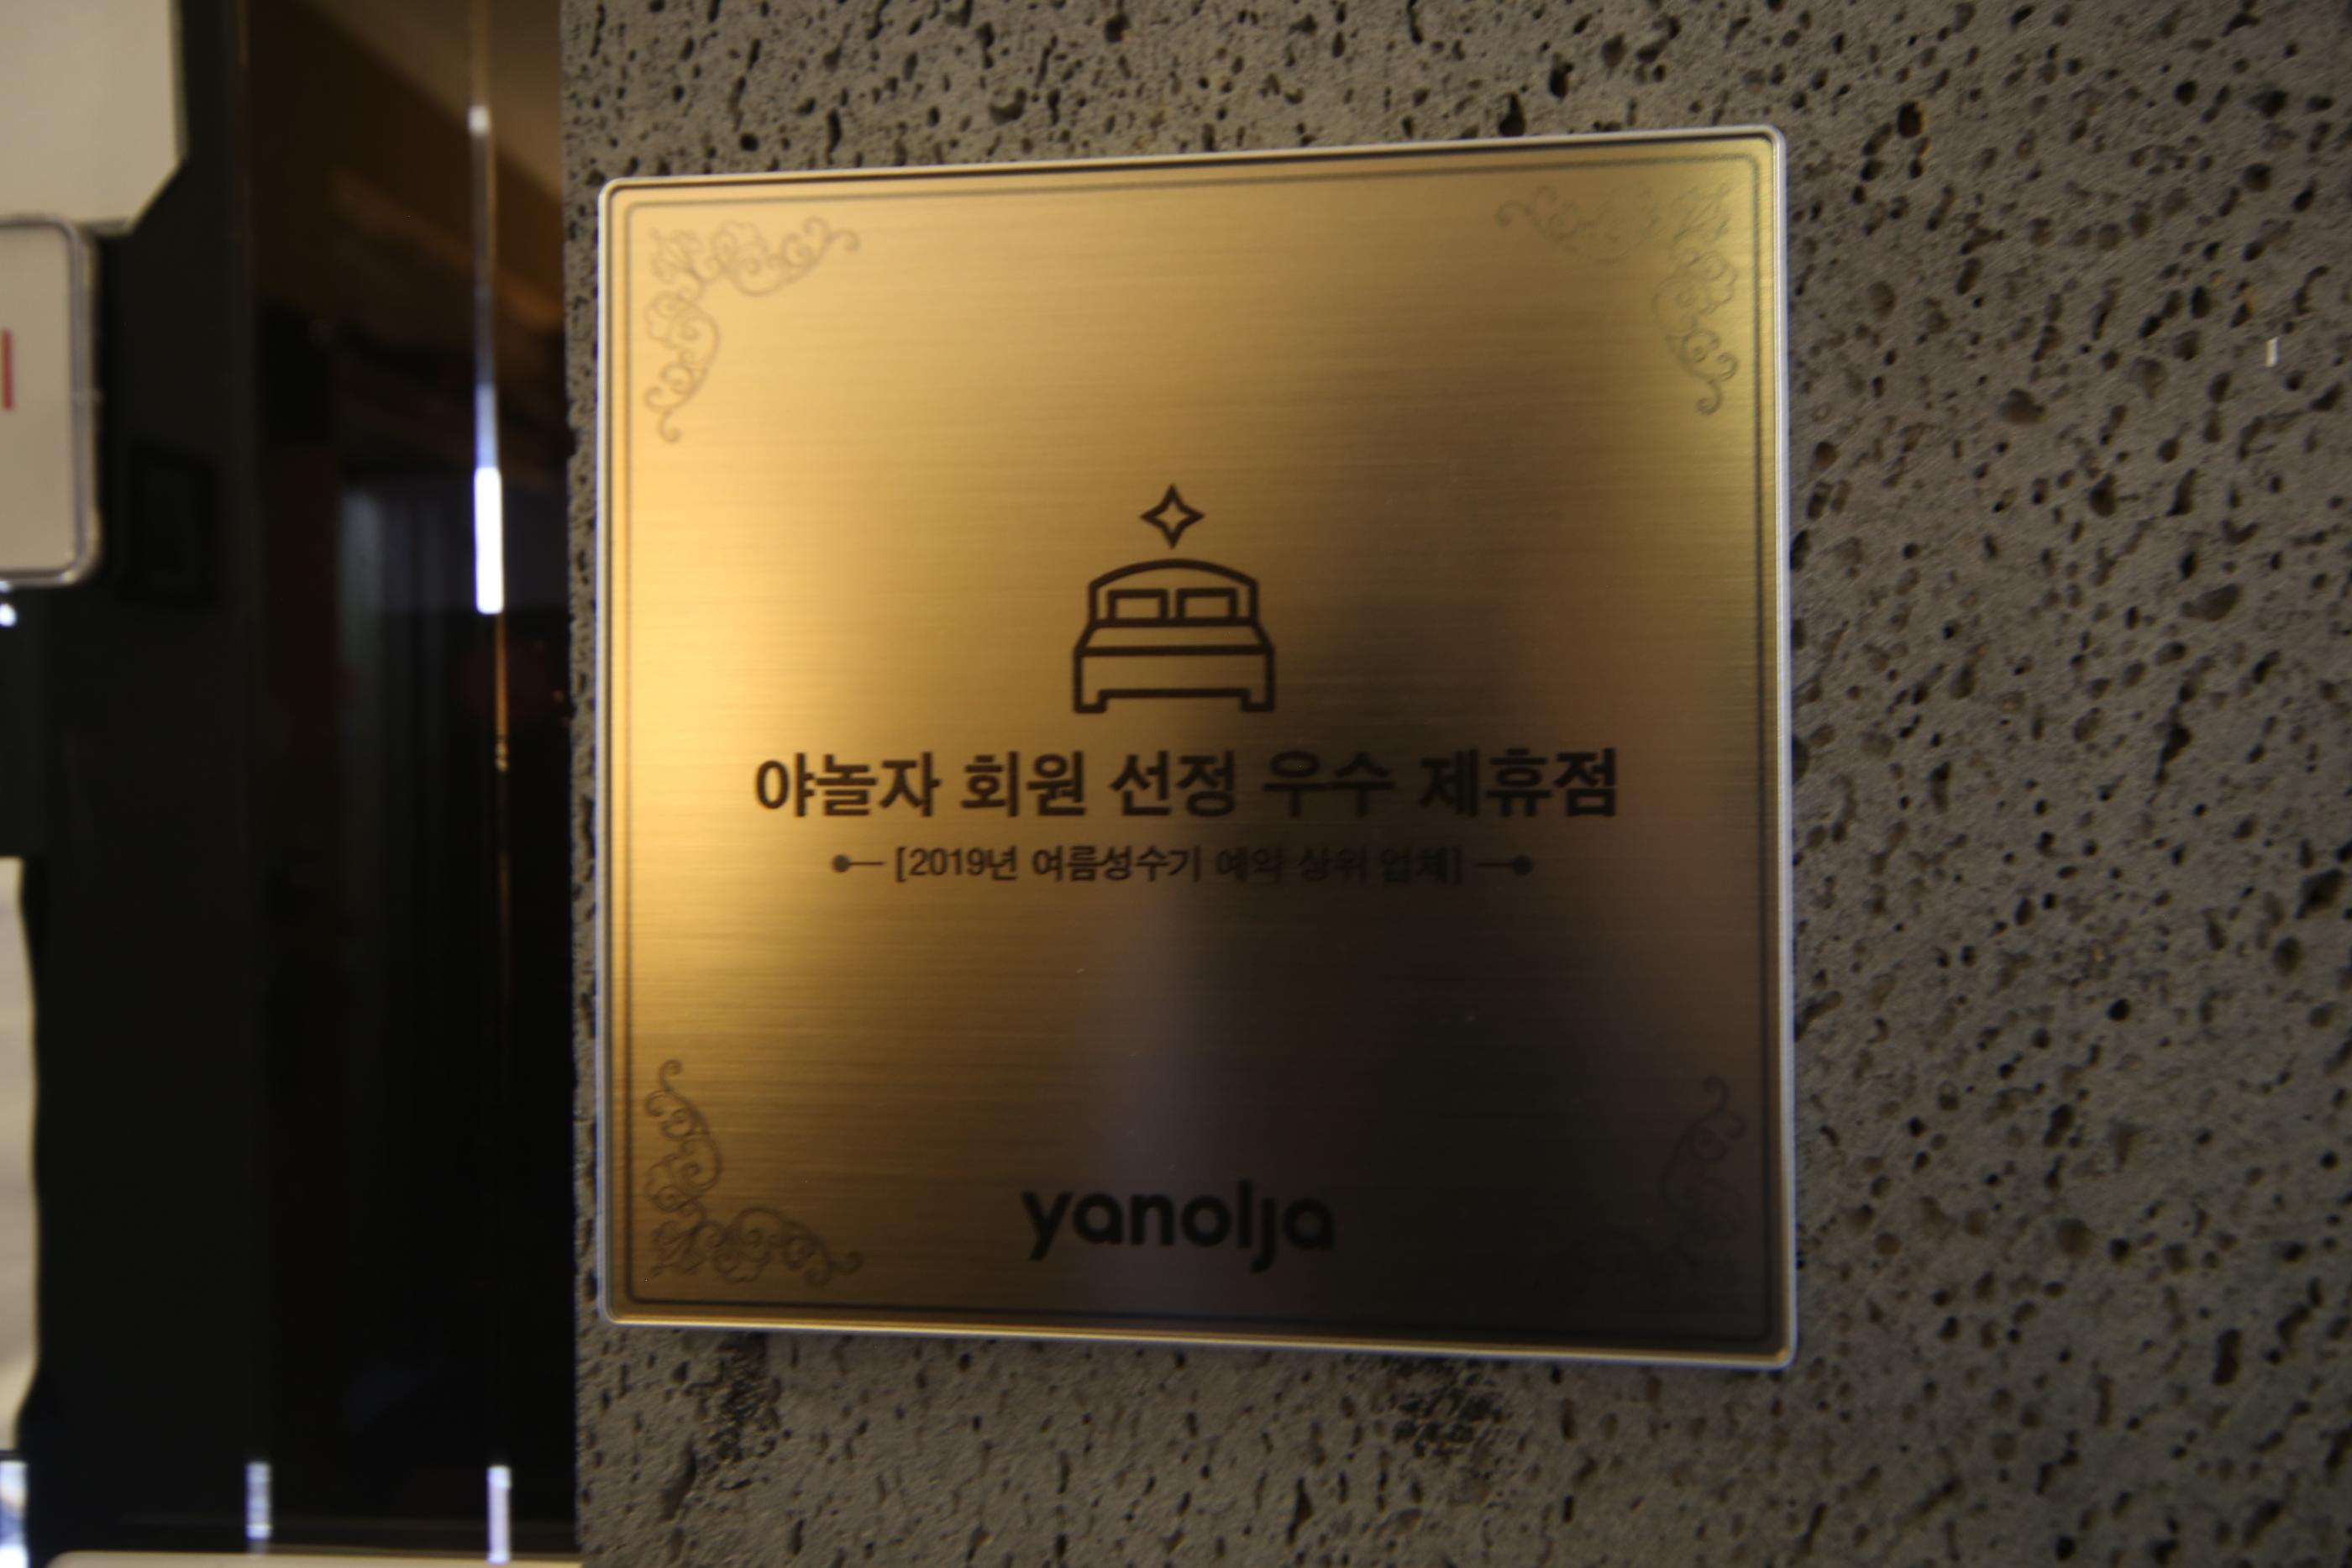 야놀자 회원 선정 우수 제휴점
[2019년 여름성수기 예약 상위 업체]
yanolja